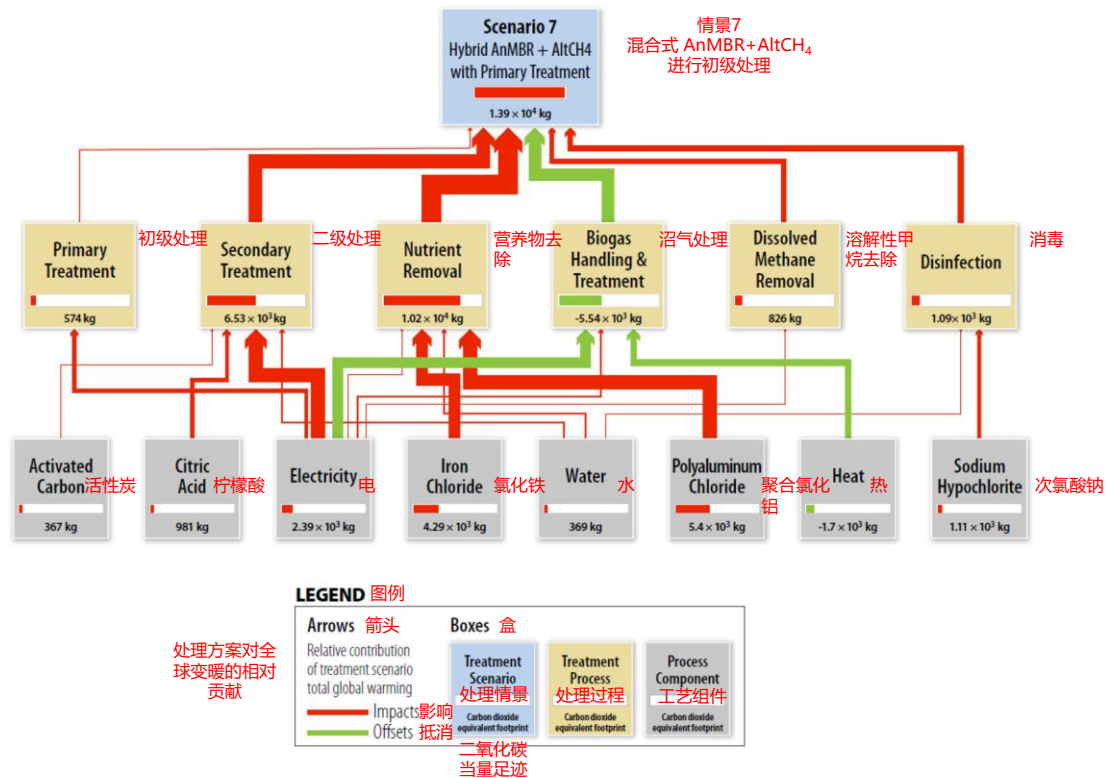 Scenario 7
Hybrid AnMBR + AltCH4
with Primary Treatment
1.39 × 10⁴ kg
情景7
混合式 AnMBR+AltCH₄
进行初级处理
Primary
Treatment
574 kg
初级处理
Secondary
Treatment
6.53 × 10³ kg
二级处理
Nutrient
Removal
1.02 × 10⁴ kg
营养物去
除
Biogas
Handling &
Treatment
-5.54 × 10³ kg
沼气处理
Dissolved
Methane
Removal
826 kg
溶解性甲
烷去除
Disinfection
1.09× 10³ kg
消毒
Activated
Carbon
367 kg
活性炭
Citric
Acid
981 kg
柠檬酸
Electricity
2.39 × 10³ kg
电
Iron
Chloride
4.29 × 10³ kg
氯化铁
Water
369 kg
水
Polyaluminum
Chloride
5.4 × 10³ kg
聚合氯化
铝
Heat
-1.7 × 10³ kg
热
Sodium
Hypochlorite
1.11 × 10³ kg
次氯酸钠
LEGEND 图例
Arrows 箭头
Relative contribution
of treatment scenario
total global warming
Impacts 影响
Offsets 抵消
处理方案对全
球变暖的相对
贡献
Boxes 盒
Treatment
Scenario
处理情景
Carbon dioxide
equivalent footprint
二氧化碳
当量足迹
Treatment
Process
处理过程
Carbon dioxide
equivalent footprint
Process
Component
工艺组件
Carbon dioxide
equivalent footprint